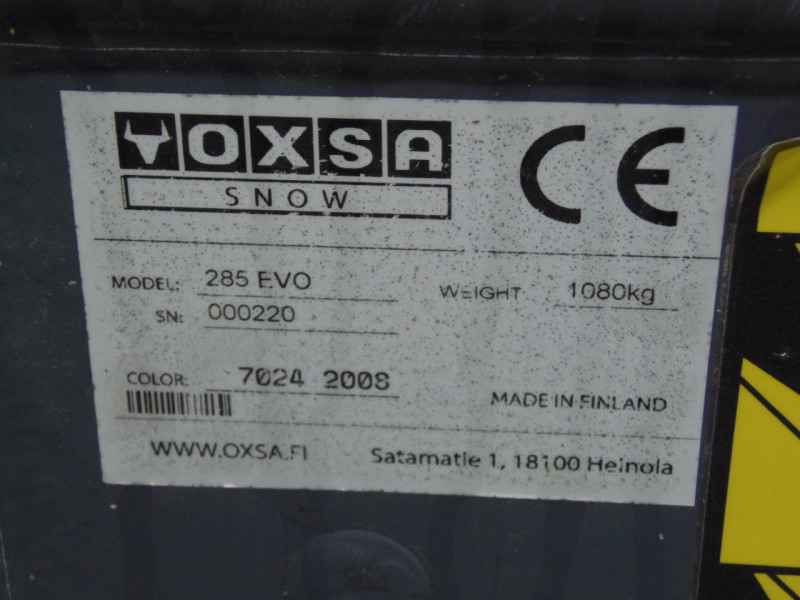 OXSA
SNOW
CE
MODEL: 285 EVO WEIGHT 1080kg
SN: 000220
COLOR: 7024 2008
MADE IN FINLAND
WWW.OXSA.FI Satamatie 1, 18100 Heinola